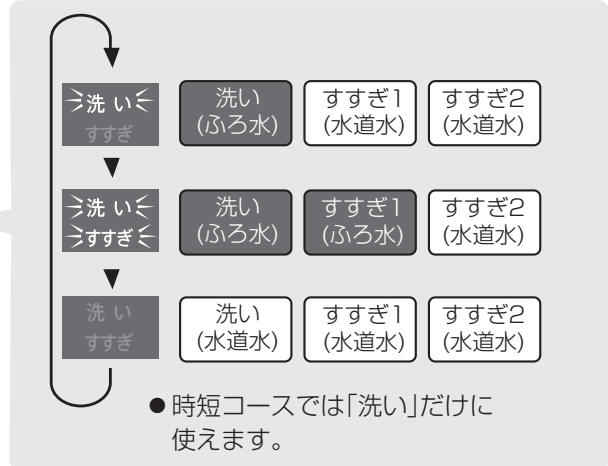 洗い
すすぎ
洗い
(ふろ水)
すすぎ1
(水道水)
すすぎ2
(水道水)
洗い
すすぎ
洗い
(ふろ水)
すすぎ1
(ふろ水)
すすぎ2
(水道水)
洗い
すすぎ
洗い
(水道水)
すすぎ1
(水道水)
すすぎ2
(水道水)
●時短コースでは「洗い」だけに
使えます。